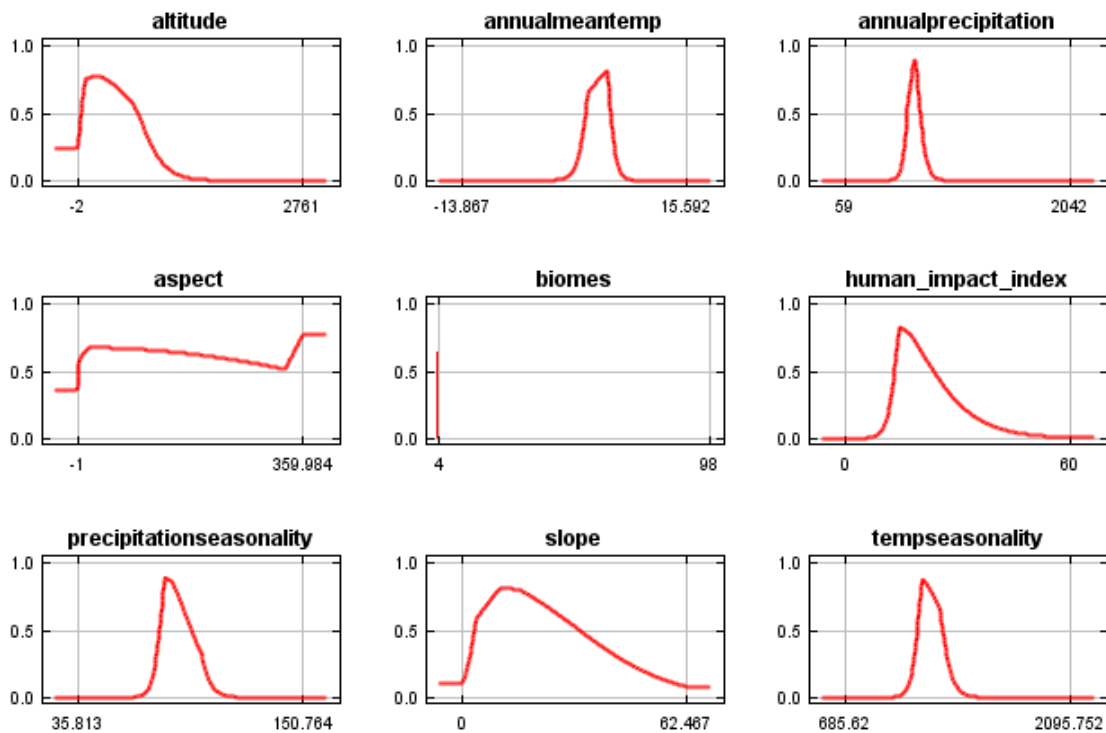 altitude annualmeantemp annualprecipitation
1.0 1.0 1.0
0.5 0.5 0.5
0.0 0.0 0.0
-2 2761 -13.867 15.592 59 2042
aspect biomes human_impact_index
1.0 1.0 1.0
0.5 0.5 0.5
0.0 0.0 0.0
-1 359.984 4 98 0 60
precipitationseasonality slope tempseasonality
1.0 1.0 1.0
0.5 0.5 0.5
0.0 0.0 0.0
35.813 150.764 0 62.467 685.62 2095.752